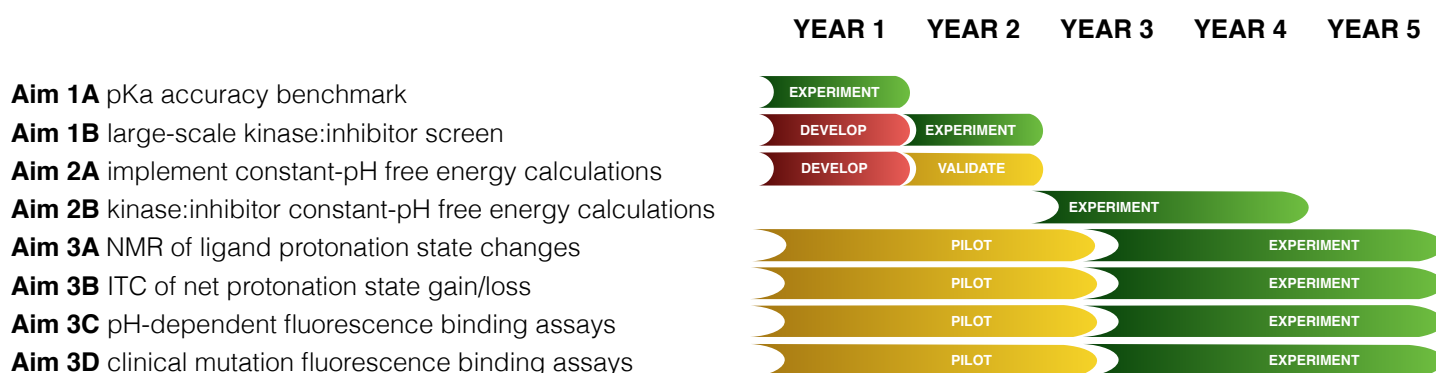 YEAR 1 YEAR 2 YEAR 3 YEAR 4 YEAR 5
Aim 1A pKa accuracy benchmark EXPERIMENT
Aim 1B large-scale kinase:inhibitor screen DEVELOP EXPERIMENT
Aim 2A implement constant-pH free energy calculations DEVELOP VALIDATE
Aim 2B kinase:inhibitor constant-pH free energy calculations EXPERIMENT
Aim 3A NMR of ligand protonation state changes PILOT EXPERIMENT
Aim 3B ITC of net protonation state gain/loss PILOT EXPERIMENT
Aim 3C pH-dependent fluorescence binding assays PILOT EXPERIMENT
Aim 3D clinical mutation fluorescence binding assays PILOT EXPERIMENT